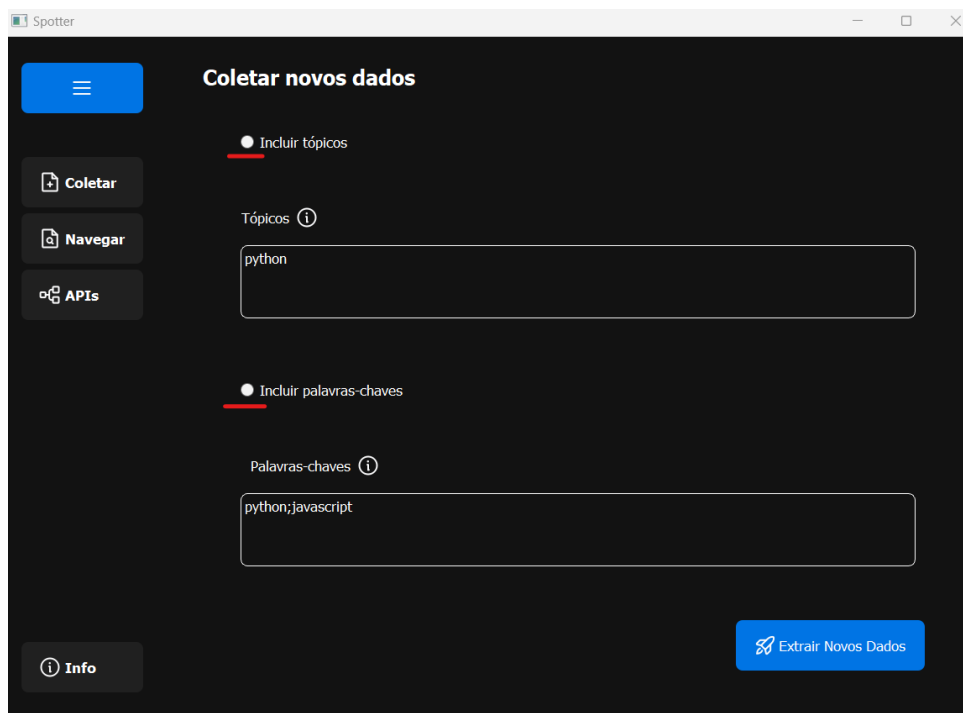 Spotter
Coletar novos dados
Incluir tópicos
Coletar
Tópicos
Navegar
python
APIs
Incluir palavras-chaves
Palavras-chaves
python;javascript
Extrair Novos Dados
Info